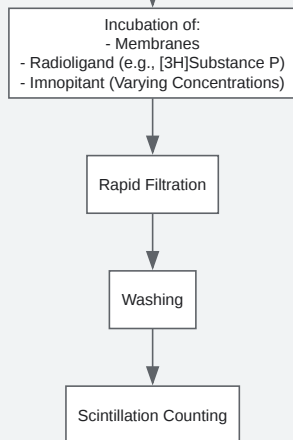 Incubation of:
- Membranes
- Radioligand (e.g., [3H]Substance P)
- Imnopitant (Varying Concentrations)
Rapid Filtration
Washing
Scintillation Counting